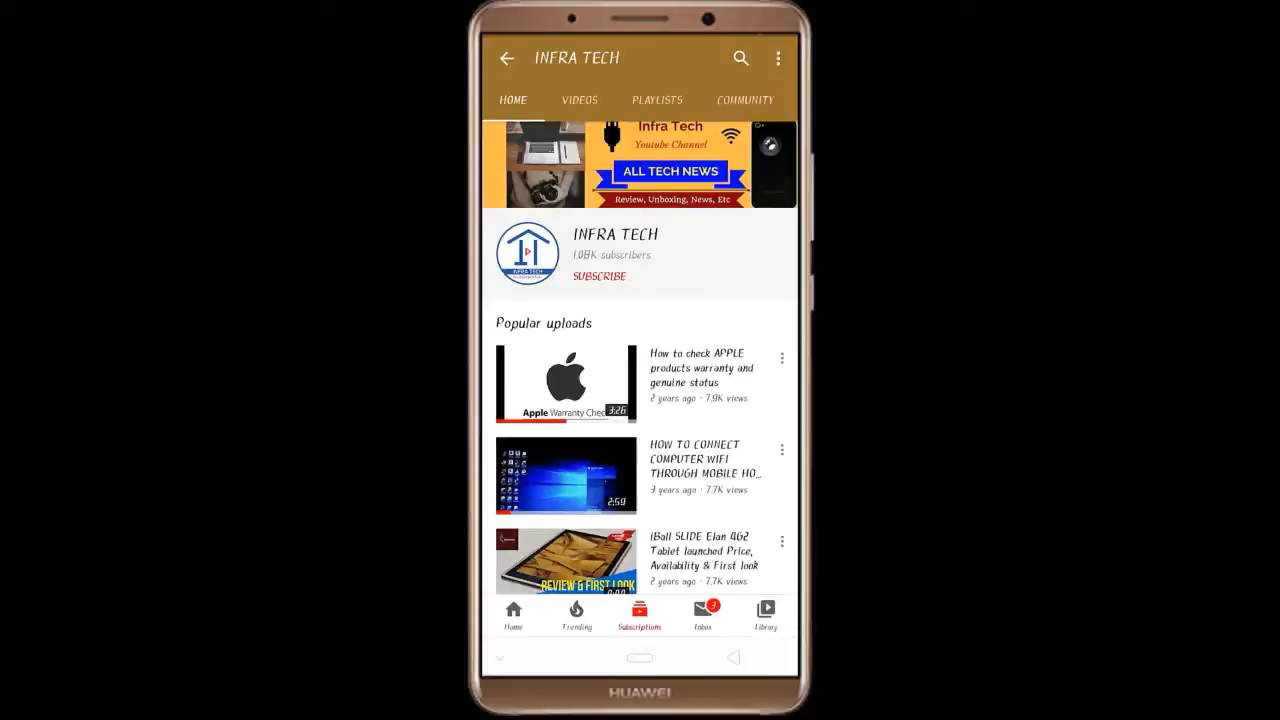 INFRA TECH
HOME VIDEOS PLAYLISTS COMMUNITY
Infra Tech
Youtube Channel
ALL TECH NEWS
Review, Unboxing, News, Etc
INFRA TECH
INFRA TECH
1.08K subscribers
SUBSCRIBE
Popular uploads
Apple Warranty Chec
3:26
How to check APPLE
products warranty and
genuine status
2 years ago · 7.9K views
2:59
HOW TO CONNECT
COMPUTER WIFI
THROUGH MOBILE HO...
3 years ago · 7.7K views
REVIEW & FIRST LOOK
iBall SLIDE Elan 4G2
Tablet launched Price,
Availability & First look
2 years ago · 7.7K views
3
Home Trending Subscriptions Inbox Library
HUAWEI